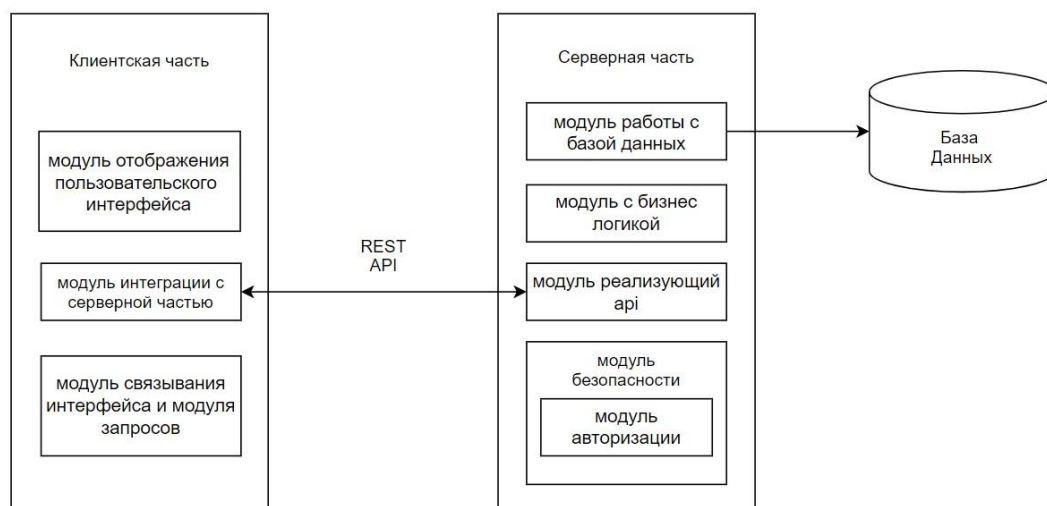 Клиентская часть
модуль отображения
пользовательского
интерфейса
модуль интеграции с
серверной частью
модуль связывания
интерфейса и модуля
запросов
REST
API
Серверная часть
модуль работы с
базой данных
модуль с бизнес
логикой
модуль реализующий
api
модуль
безопасности
модуль
авторизации
База
Данных